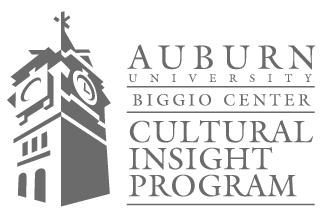 AUBURN
UNIVERSITY
BIGGIO CENTER
CULTURAL
INSIGHT
PROGRAM